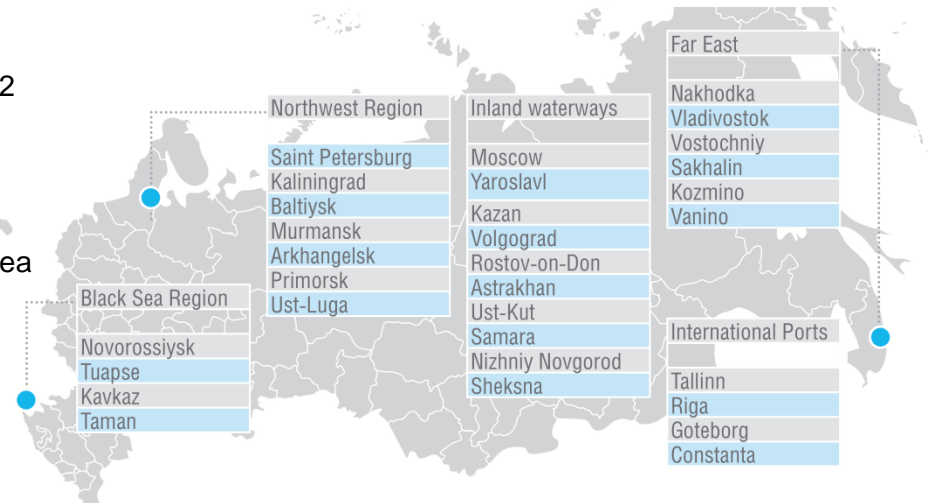 2
ea
Northwest Region
Saint Petersburg
Kaliningrad
Baltiysk
Murmansk
Arkhangelsk
Primorsk
Ust-Luga
Inland waterways
Moscow
Yaroslavl
Kazan
Volgograd
Rostov-on-Don
Astrakhan
Ust-Kut
Samara
Nizhniy Novgorod
Sheksna
Far East
Nakhodka
Vladivostok
Vostochniy
Sakhalin
Kozmino
Vanino
Black Sea Region
Novorossiysk
Tuapse
Kavkaz
Taman
International Ports
Tallinn
Riga
Goteborg
Constanta